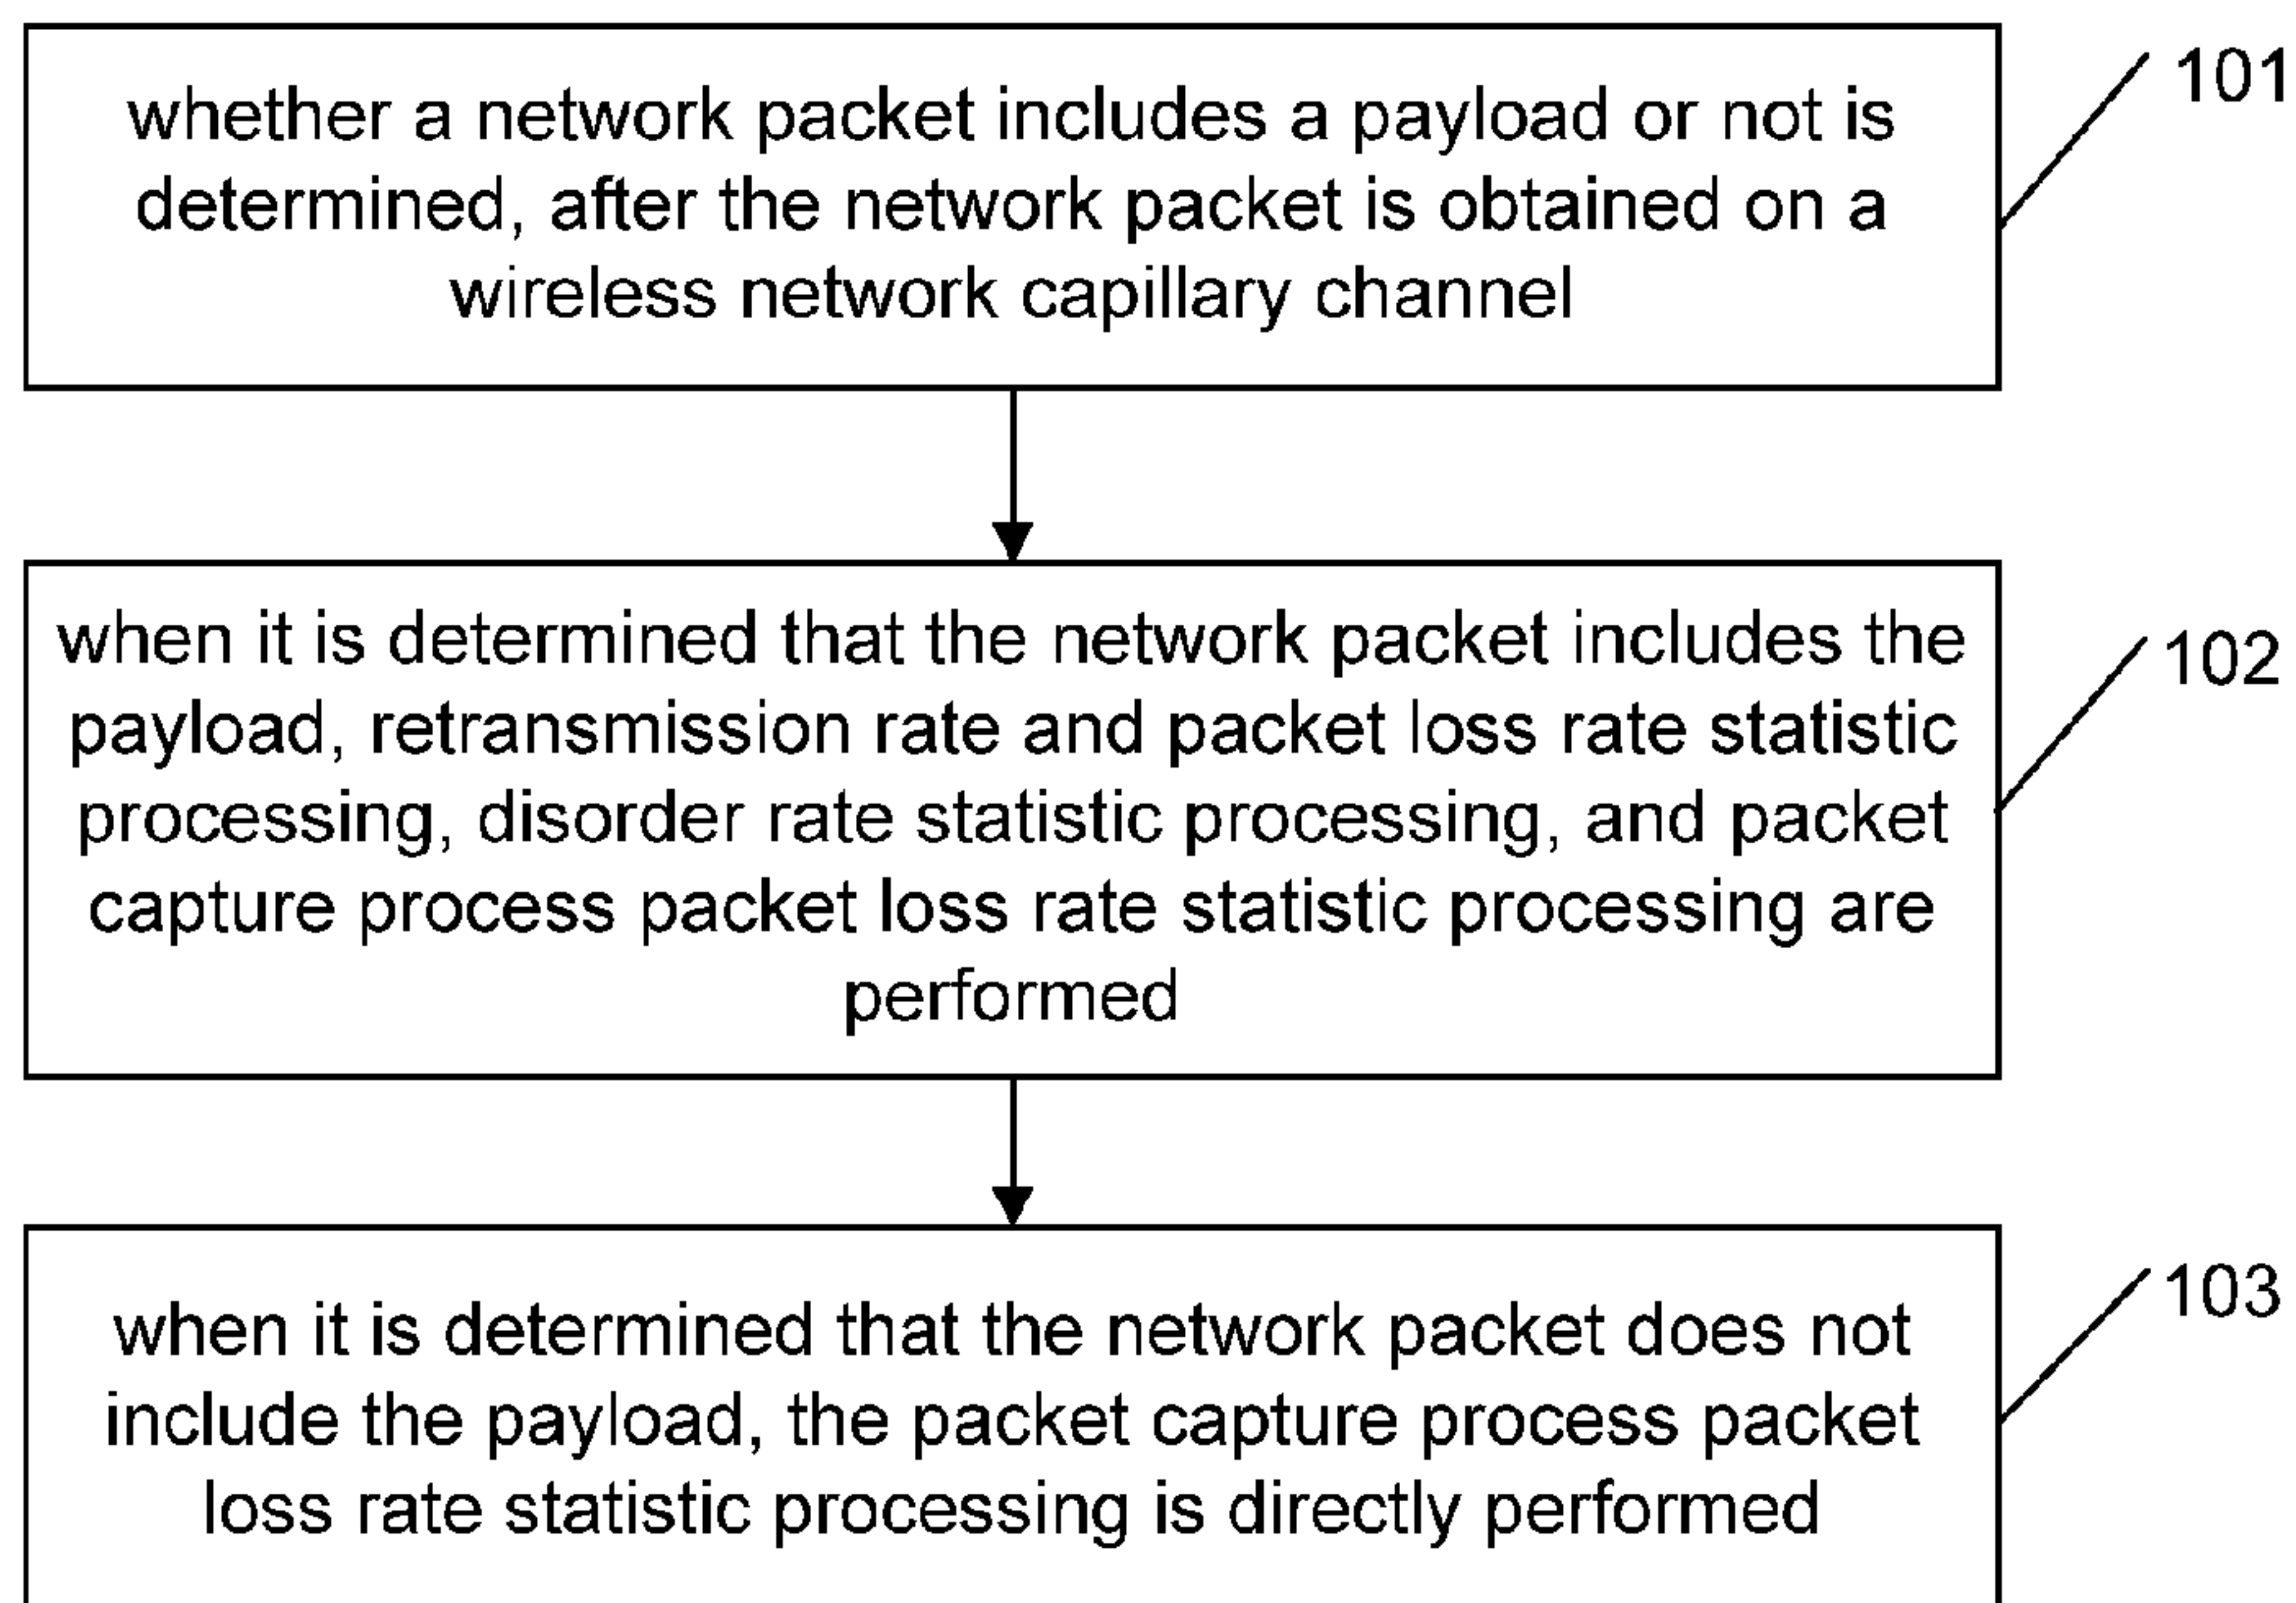 whether a network packet includes a payload or not is
determined, after the network packet is obtained on a
wireless network capillary channel
101
when it is determined that the network packet includes the
payload, retransmission rate and packet loss rate statistic
processing, disorder rate statistic processing, and packet
capture process packet loss rate statistic processing are
performed
102
when it is determined that the network packet does not
include the payload, the packet capture process packet
loss rate statistic processing is directly performed
103